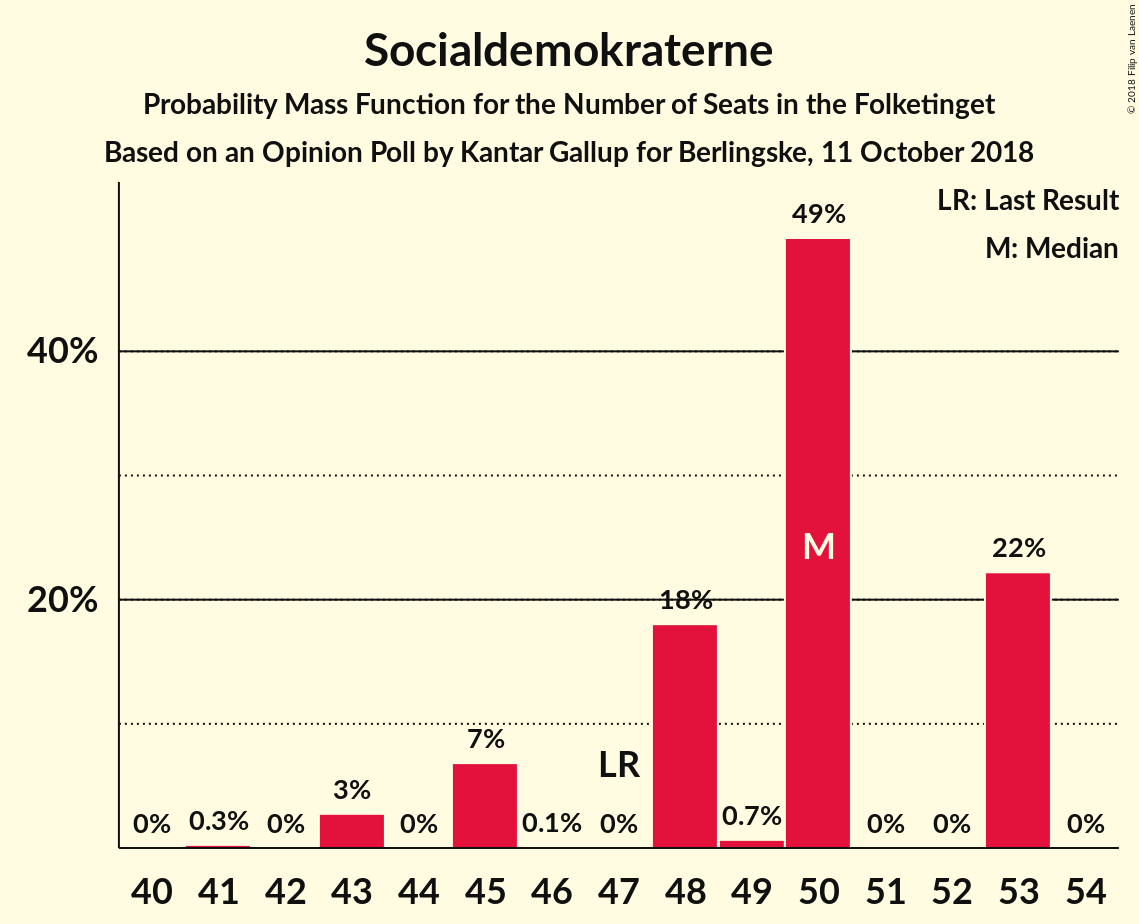 Socialdemokraterne
Probability Mass Function for the Number of Seats in the Folketinget
Based on an Opinion Poll by Kantar Gallup for Berlingske, 11 October 2018
© 2018 Filip van Laenen
LR: Last Result
M: Median
40%
20%
0%
0.3%
0%
3%
0%
7%
0.1%
0%
LR
18%
0.7%
49%
M
0%
0%
22%
0%
40 41 42 43 44 45 46 47 48 49 50 51 52 53 54